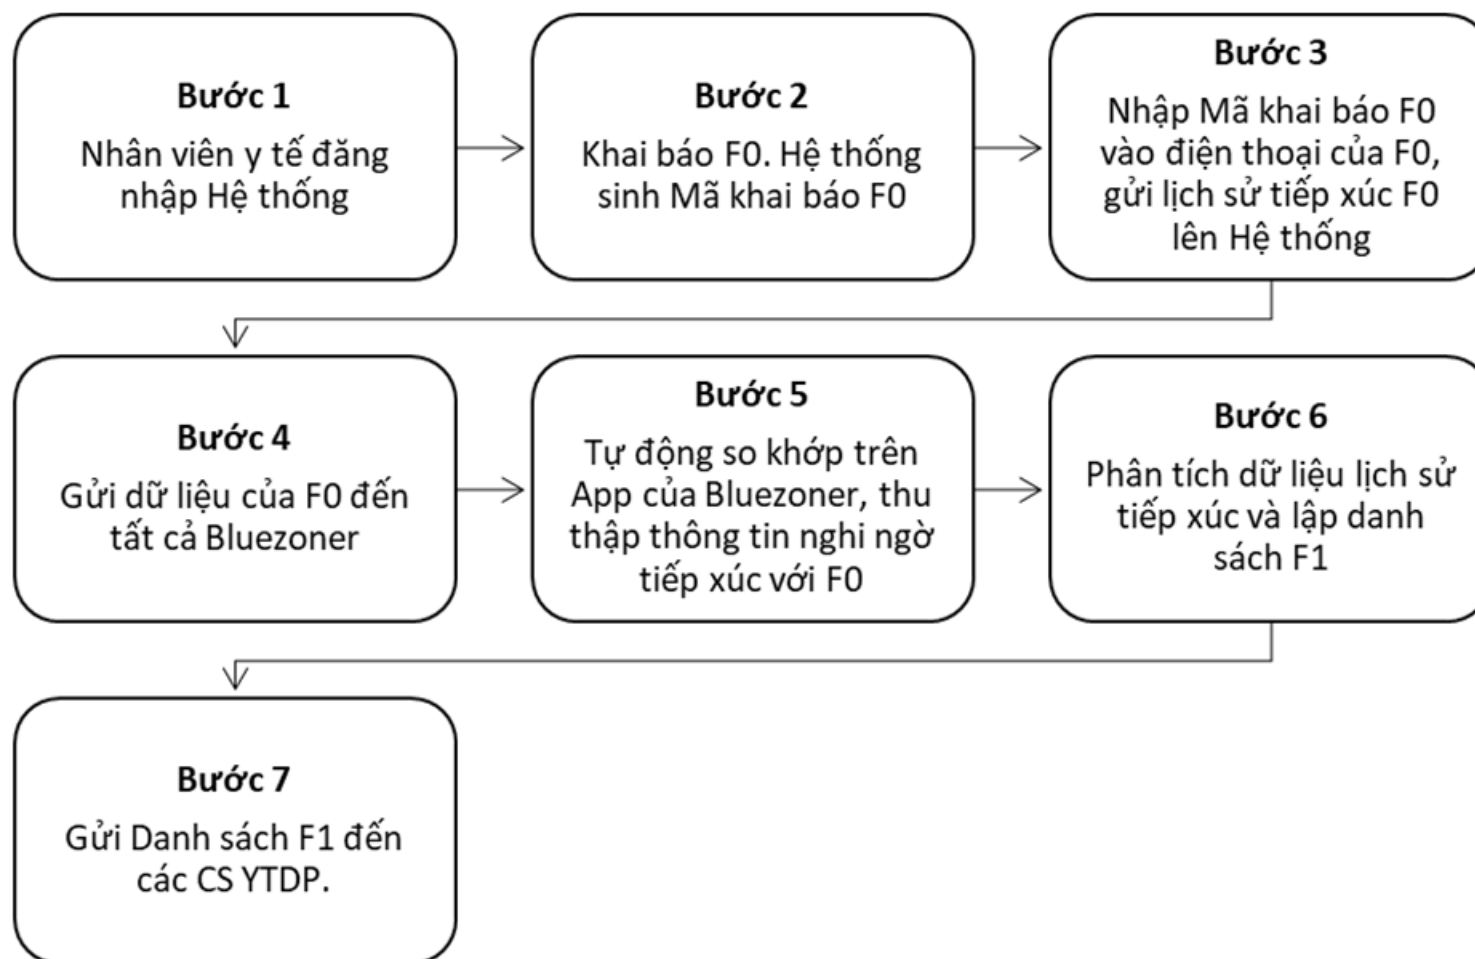 Bước 1
Nhân viên y tế đăng
nhập Hệ thống
Bước 2
Khai báo F0. Hệ thống
sinh Mã khai báo F0
Bước 3
Nhập Mã khai báo F0
vào điện thoại của F0,
gửi lịch sử tiếp xúc F0
lên Hệ thống
Bước 4
Gửi dữ liệu của F0 đến
tất cả Bluezoner
Bước 5
Tự động so khớp trên
App của Bluezoner, thu
thập thông tin nghi ngờ
tiếp xúc với F0
Bước 6
Phân tích dữ liệu lịch sử
tiếp xúc và lập danh
sách F1
Bước 7
Gửi Danh sách F1 đến
các CS YTDP.